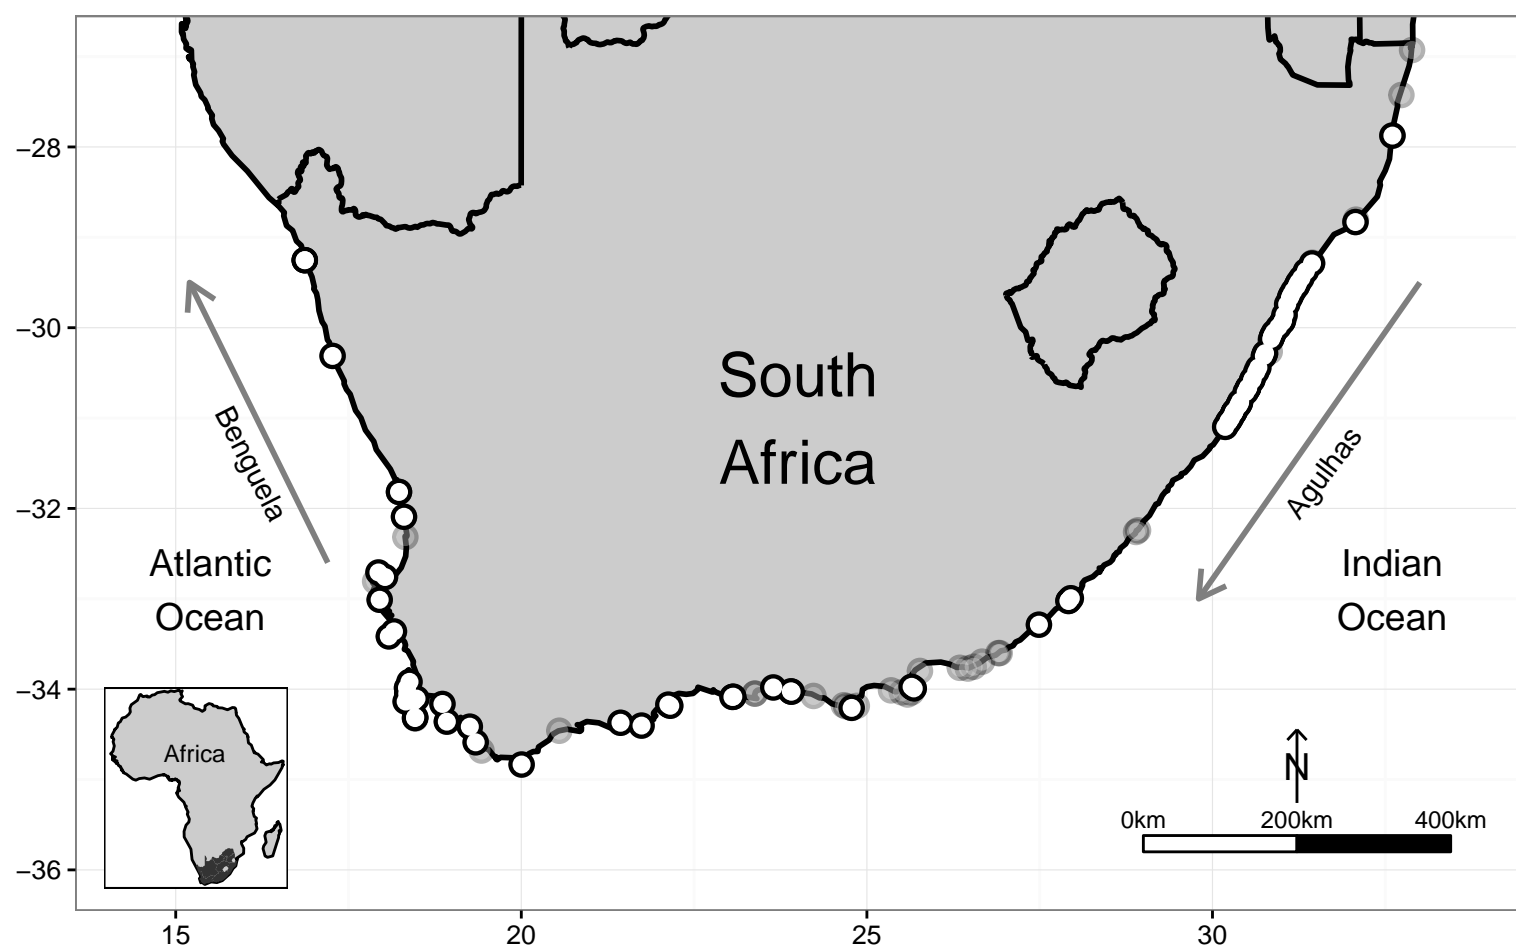 −28
−30
−32
−34
−36
South
Africa
Benguela
Agulhas
Atlantic
Ocean
Indian
Ocean
Africa
N
0km 200km 400km
15 20 25 30